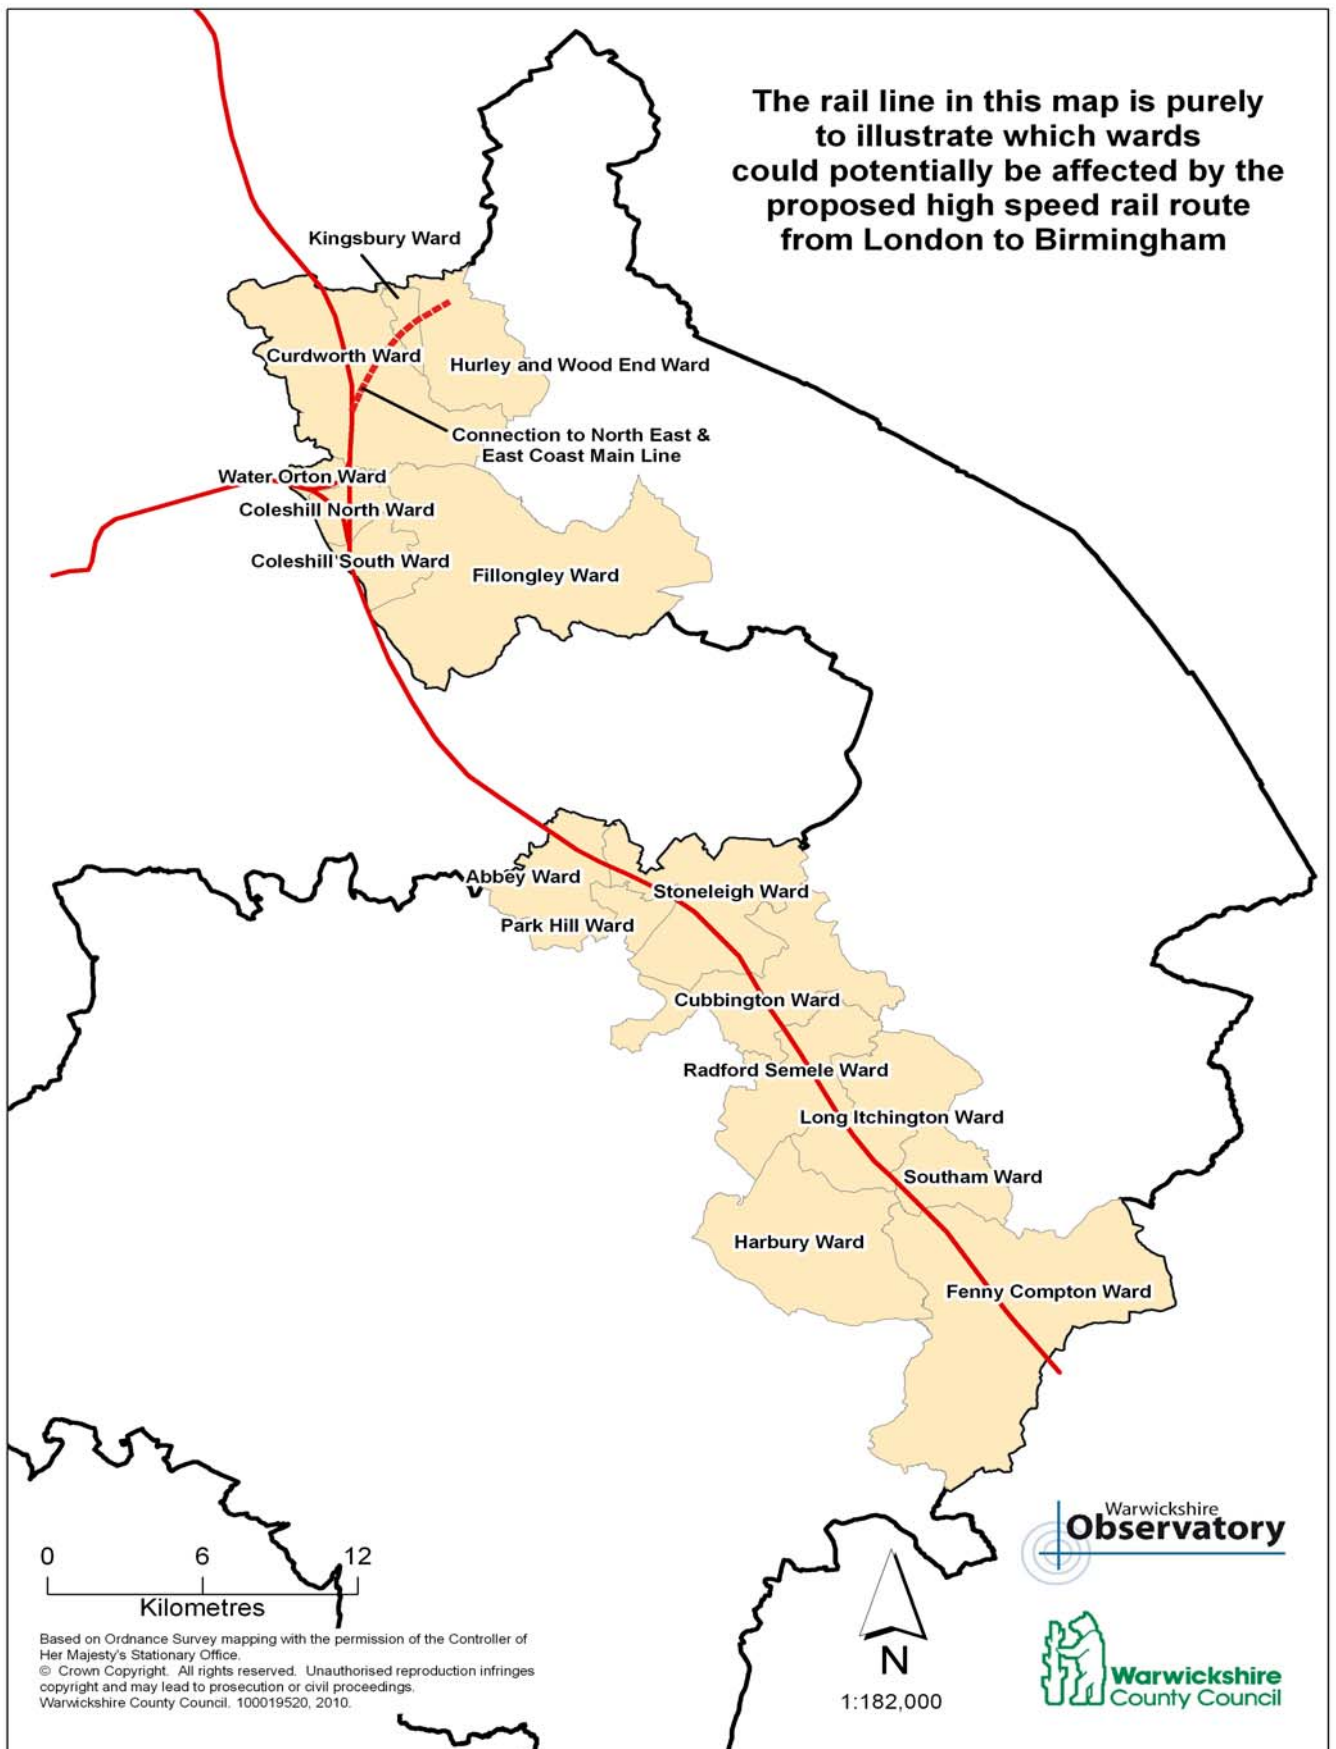 The rail line in this map is purely
to illustrate which wards
could potentially be affected by the
proposed high speed rail route
from London to Birmingham
Kingsbury Ward
Curdworth Ward
Hurley and Wood End Ward
Connection to North East &
East Coast Main Line
Water Orton Ward
Coleshill North Ward
Coleshill South Ward
Fillongley Ward
Abbey Ward
Stoneleigh Ward
Park Hill Ward
Cubbington Ward
Radford Semele Ward
Long Itchington Ward
Southam Ward
Harbury Ward
Fenny Compton Ward
Warwickshire
Observatory
0 6 12
Kilometres
Based on Ordnance Survey mapping with the permission of the Controller of
Her Majesty's Stationary Office.
© Crown Copyright. All rights reserved. Unauthorised reproduction infringes
copyright and may lead to prosecution or civil proceedings.
Warwickshire County Council. 100019520, 2010.
N
1:182,000
Warwickshire
County Council